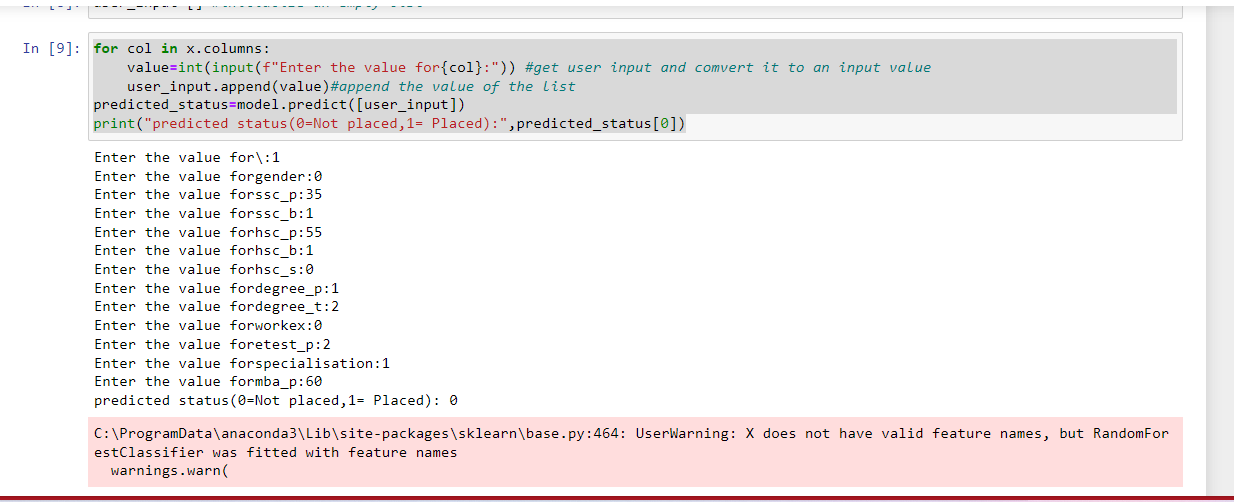 In [9]:
for col in x.columns:
    value=int(input(f"Enter the value for{col}:")) #get user input and comvert it to an input value
    user_input.append(value)#append the value of the list
predicted_status=model.predict([user_input])
print("predicted status(0=Not placed,1= Placed):",predicted_status[0])
Enter the value for\:1
Enter the value forgender:0
Enter the value forssc_p:35
Enter the value forssc_b:1
Enter the value forhsc_p:55
Enter the value forhsc_b:1
Enter the value forhsc_s:0
Enter the value fordegree_p:1
Enter the value fordegree_t:2
Enter the value forworkex:0
Enter the value foretest_p:2
Enter the value forspecialisation:1
Enter the value formba_p:60
predicted status(0=Not placed,1= Placed): 0
C:\ProgramData\anaconda3\Lib\site-packages\sklearn\base.py:464: UserWarning: X does not have valid feature names, but RandomFor
estClassifier was fitted with feature names
  warnings.warn(